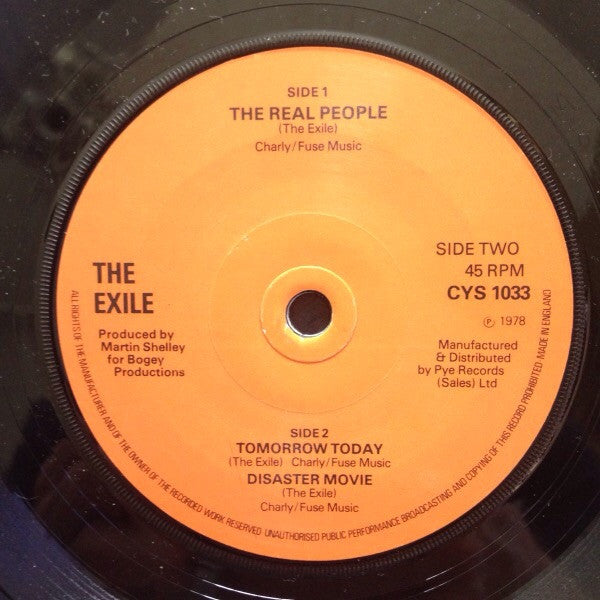 SIDE 1
THE REAL PEOPLE
(The Exile)
Charly/Fuse Music
THE
EXILE
Produced by
Martin Shelley
for Bogey
Productions
SIDE TWO
45 RPM
CYS 1033
℗ 1978
Manufactured
& Distributed
by Pye Records
(Sales) Ltd
SIDE 2
TOMORROW TODAY
(The Exile) Charly/Fuse Music
DISASTER MOVIE
(The Exile)
Charly/Fuse Music
ALL RIGHTS OF THE MANUFACTURER AND OF THE OWNER OF THE RECORDED WORK RESERVED UNAUTHORISED PUBLIC PERFORMANCE BROADCASTING AND COPYING OF THIS RECORD PROHIBITED MADE IN ENGLAND